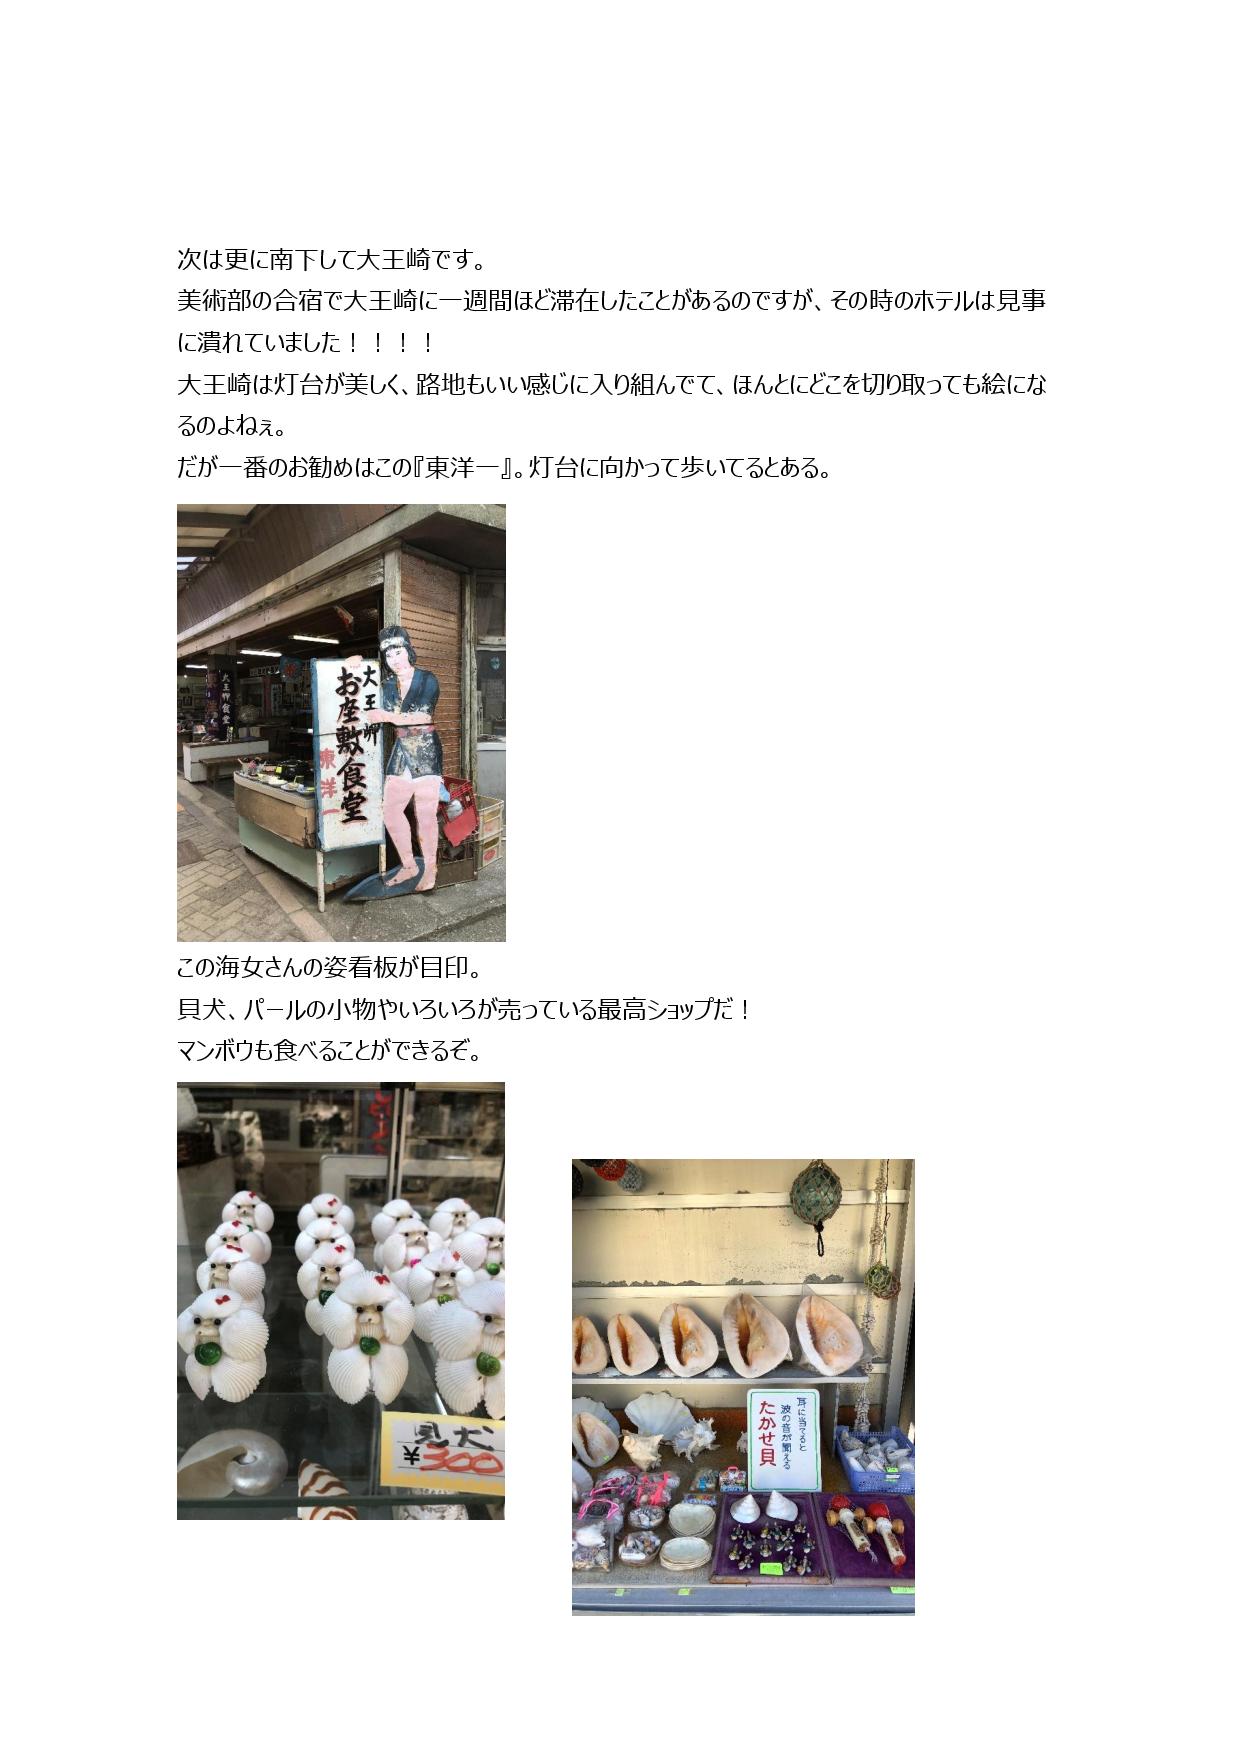 次は更に南下して大王崎です。
美術部の合宿で大王崎に一週間ほど滞在したことがあるのですが、その時のホテルは見事
に潰れていました！！！！
大王崎は灯台が美しく、路地もいい感じに入り組んでて、ほんとにどこを切り取っても絵にな
るのよねぇ。
だが一番のお勧めはこの『東洋一』。灯台に向かって歩いてるとある。
大王岬
お座敷食堂
東洋一
大王岬食堂
この海女さんの姿看板が目印。
貝犬、パールの小物やいろいろが売っている最高ショップだ！
マンボウも食べることができるぞ。
貝犬
¥300
耳に当てると
波の音が聞える
たかせ貝